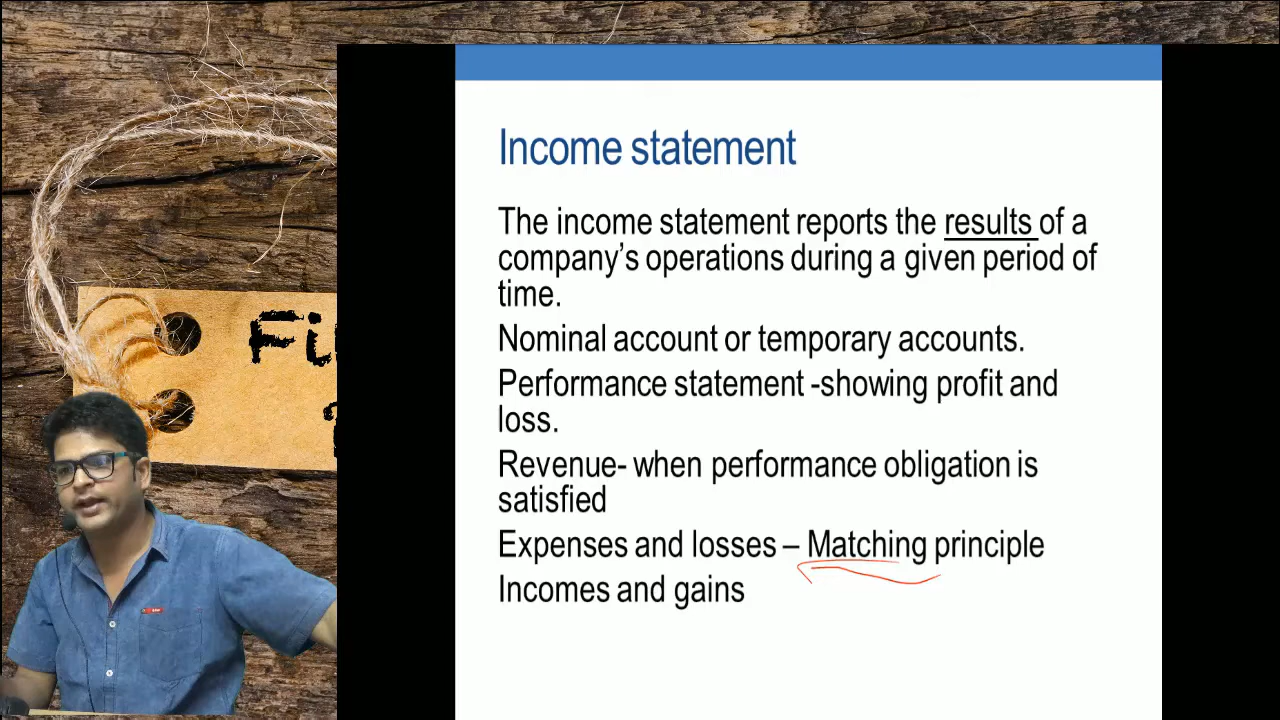 Income statement
The income statement reports the results of a
company’s operations during a given period of
time.
Nominal account or temporary accounts.
Performance statement -showing profit and
loss.
Revenue- when performance obligation is
satisfied
Expenses and losses – Matching principle
Incomes and gains
Fi